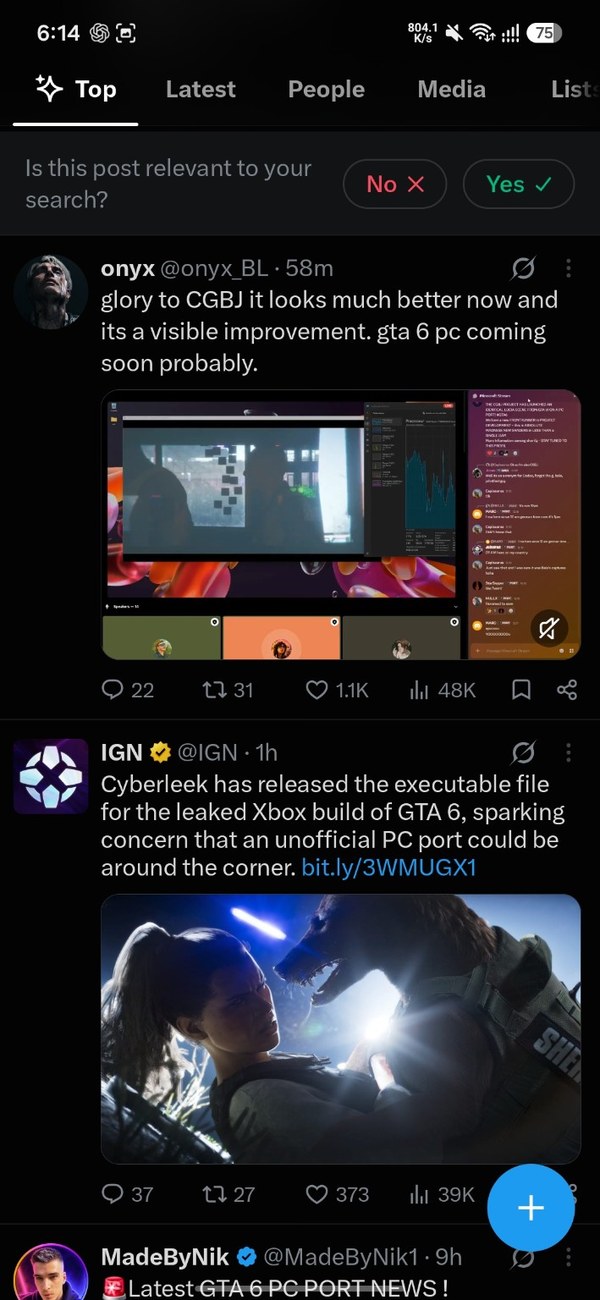 6:14
804.1
K/s
75
Top Latest People Media Lists
Is this post relevant to your
search?
No
Yes
onyx @onyx_BL · 58m
glory to CGBJ it looks much better now and
its a visible improvement. gta 6 pc coming
soon probably.
22 31 1.1K 48K
IGN @IGN · 1h
Cyberleek has released the executable file
for the leaked Xbox build of GTA 6, sparking
concern that an unofficial PC port could be
around the corner. bit.ly/3WMUGX1
37 27 373 39K
MadeByNik @MadeByNik1 · 9h
🚨Latest GTA 6 PC PORT NEWS !